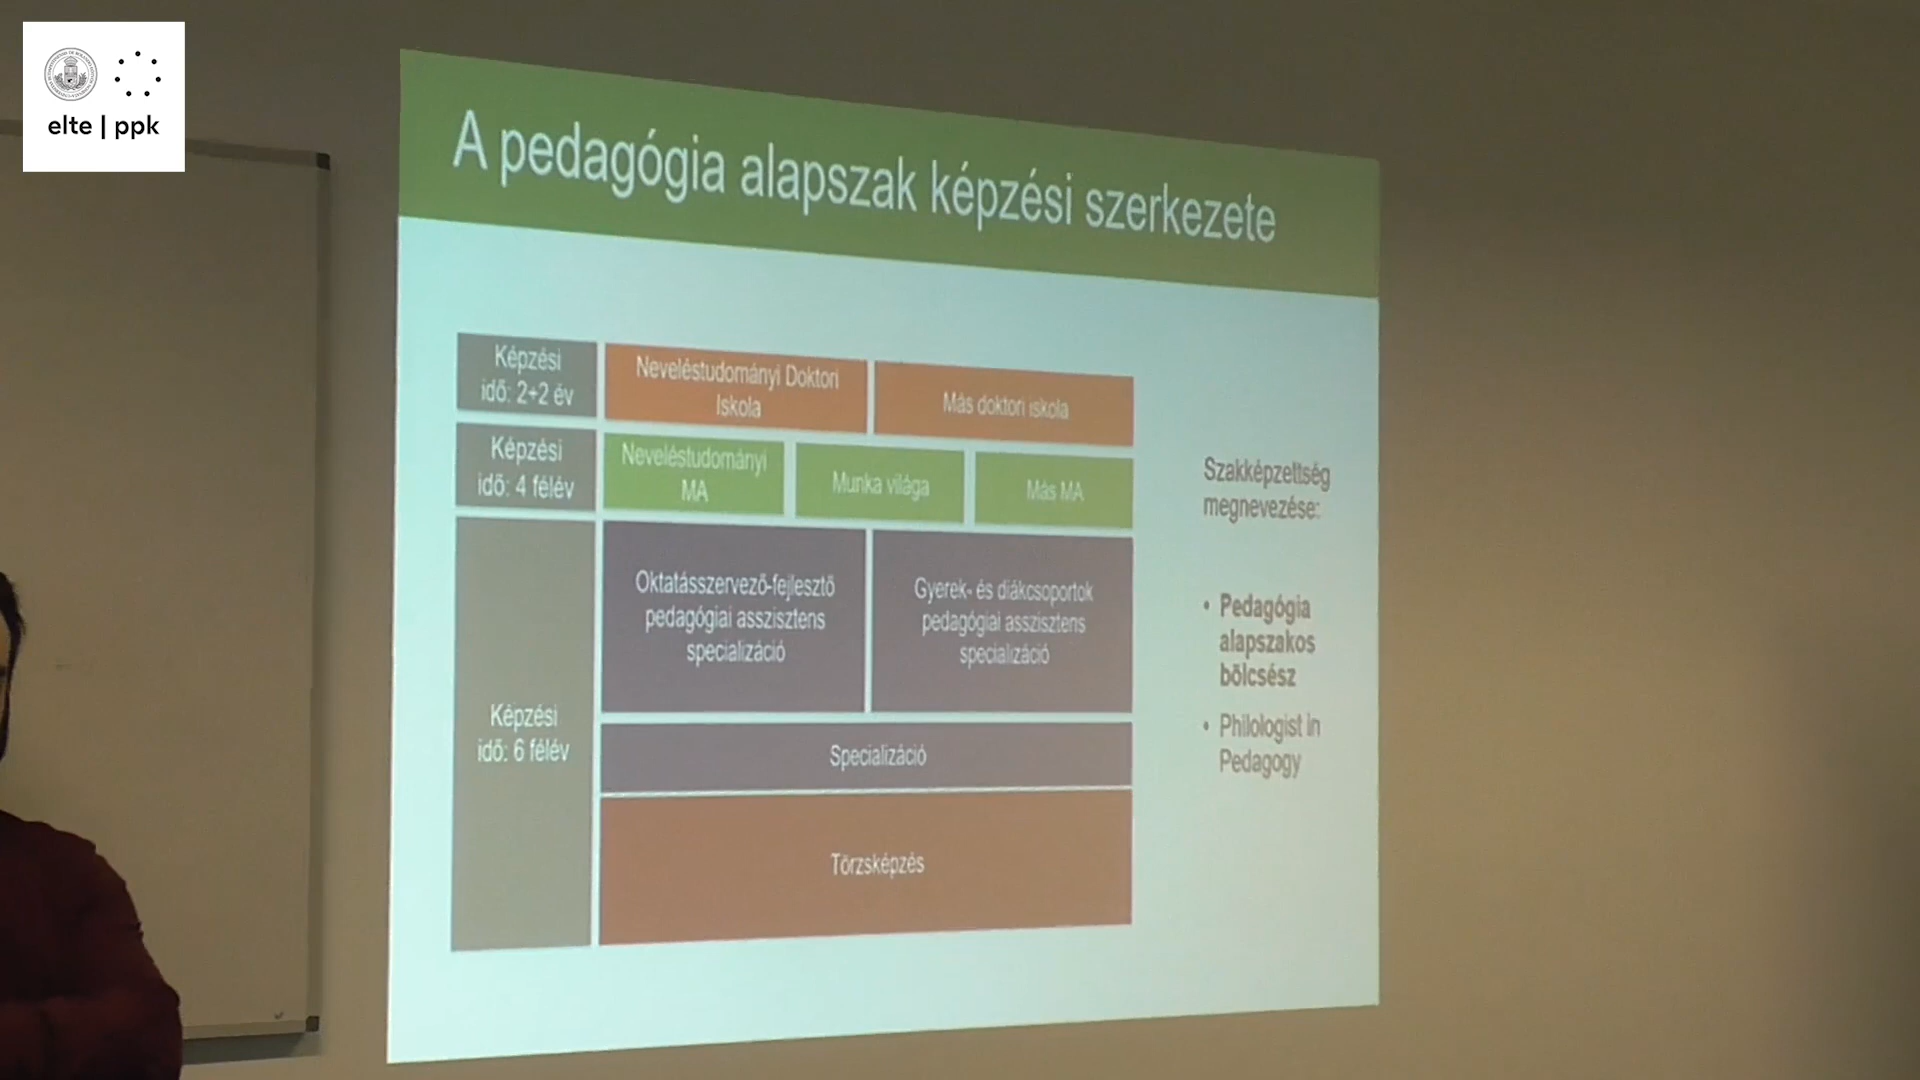 elte | ppk
A pedagógia alapszak képzési szerkezete
Képzési
idő: 2+2 év
Neveléstudományi Doktori
Iskola
Más doktori iskola
Képzési
idő: 4 félév
Neveléstudományi
MA
Munka világa
Más MA
Képzési
idő: 6 félév
Oktatásszervező-fejlesztő
pedagógiai asszisztens
specializáció
Gyerek- és diákcsoportok
pedagógiai asszisztens
specializáció
Specializáció
Törzsképzés
Szakképzettség
megnevezése:
• Pedagógia
alapszakos
bölcsész
• Philologist in
Pedagogy